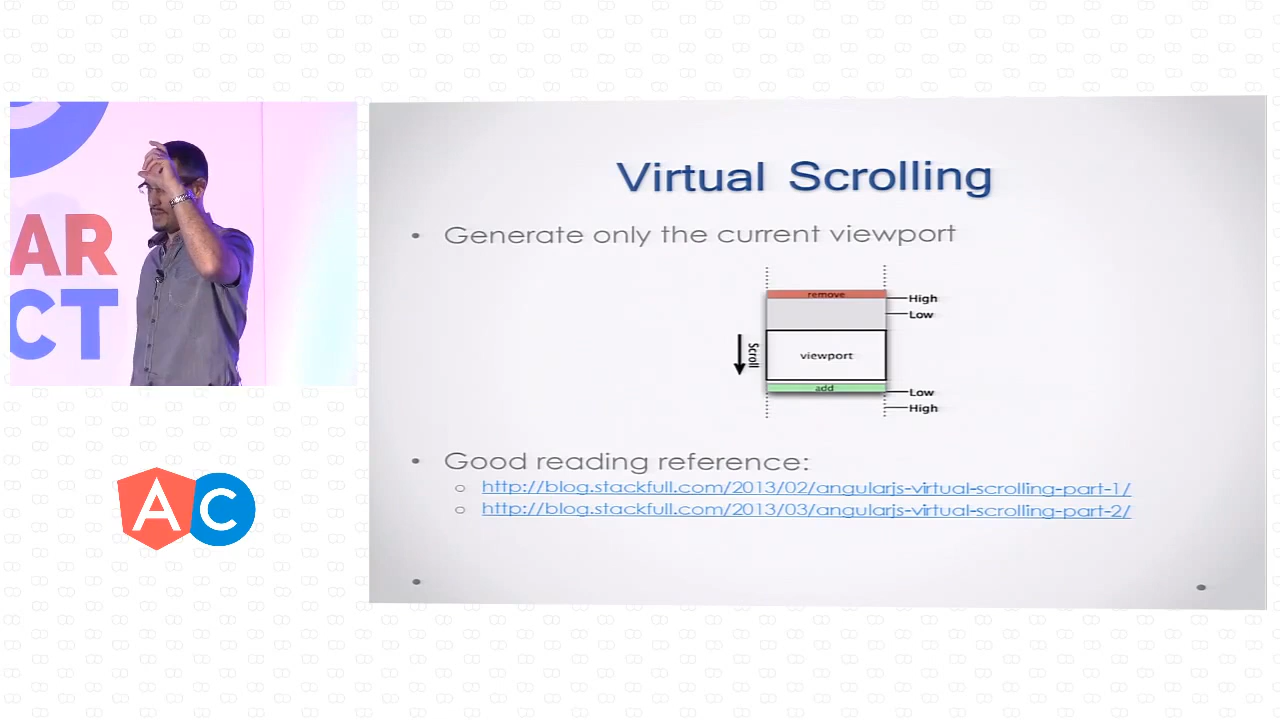 AR
CT
AC
Virtual Scrolling
• Generate only the current viewport
remove
High
Low
Scroll
viewport
add
Low
High
• Good reading reference:
○ http://blog.stackfull.com/2013/02/angularjs-virtual-scrolling-part-1/
○ http://blog.stackfull.com/2013/03/angularjs-virtual-scrolling-part-2/